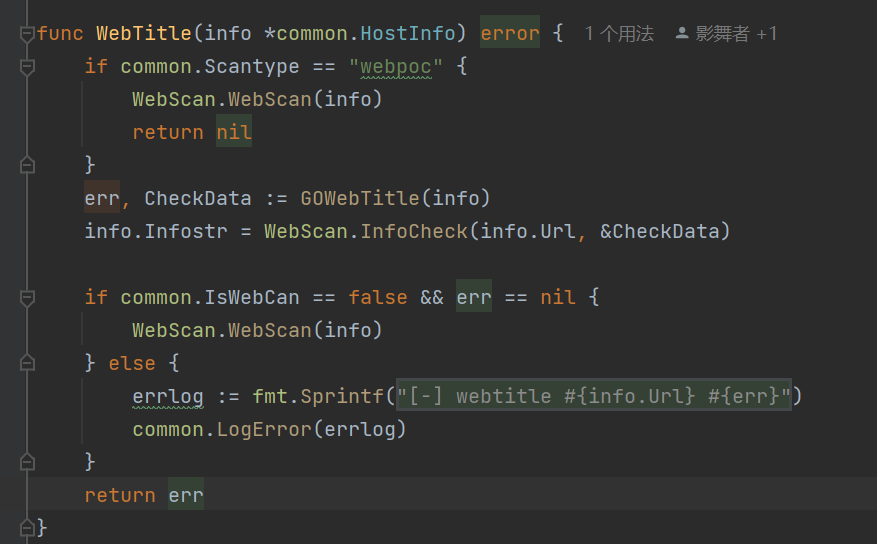 func WebTitle(info *common.HostInfo) error {  1 个用法  影舞者 +1
    if common.Scantype == "webpoc" {
        WebScan.WebScan(info)
        return nil
    }
    err, CheckData := GOWebTitle(info)
    info.Infostr = WebScan.InfoCheck(info.Url, &CheckData)

    if common.IsWebCan == false && err == nil {
        WebScan.WebScan(info)
    } else {
        errlog := fmt.Sprintf("[-] webtitle #{info.Url} #{err}")
        common.LogError(errlog)
    }
    return err
}